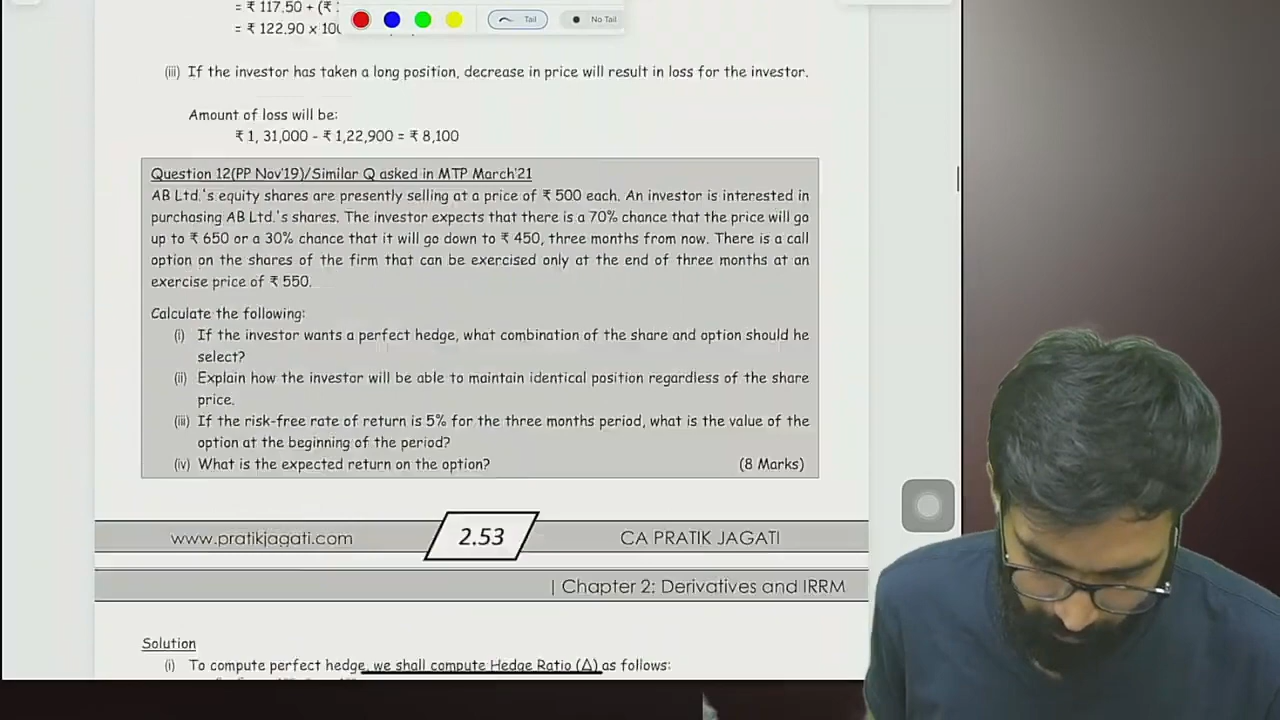 = ₹ 117.50 + (₹
= ₹ 122.90 x
Tail
No Tail
(iii) If the investor has taken a long position, decrease in price will result in loss for the investor.
Amount of loss will be:
₹ 1, 31,000 - ₹ 1,22,900 = ₹ 8,100
Question 12(PP Nov'19)/Similar Q asked in MTP March'21
AB Ltd.'s equity shares are presently selling at a price of ₹ 500 each. An investor is interested in
purchasing AB Ltd.'s shares. The investor expects that there is a 70% chance that the price will go
up to ₹ 650 or a 30% chance that it will go down to ₹ 450, three months from now. There is a call
option on the shares of the firm that can be exercised only at the end of three months at an
exercise price of ₹ 550.
Calculate the following:
(i) If the investor wants a perfect hedge, what combination of the share and option should he
select?
(ii) Explain how the investor will be able to maintain identical position regardless of the share
price.
(iii) If the risk-free rate of return is 5% for the three months period, what is the value of the
option at the beginning of the period?
(iv) What is the expected return on the option? (8 Marks)
www.pratikjagati.com 2.53 CA PRATIK JAGATI
| Chapter 2: Derivatives and IRRM
Solution
(i) To compute perfect hedge, we shall compute Hedge Ratio (Δ) as follows: